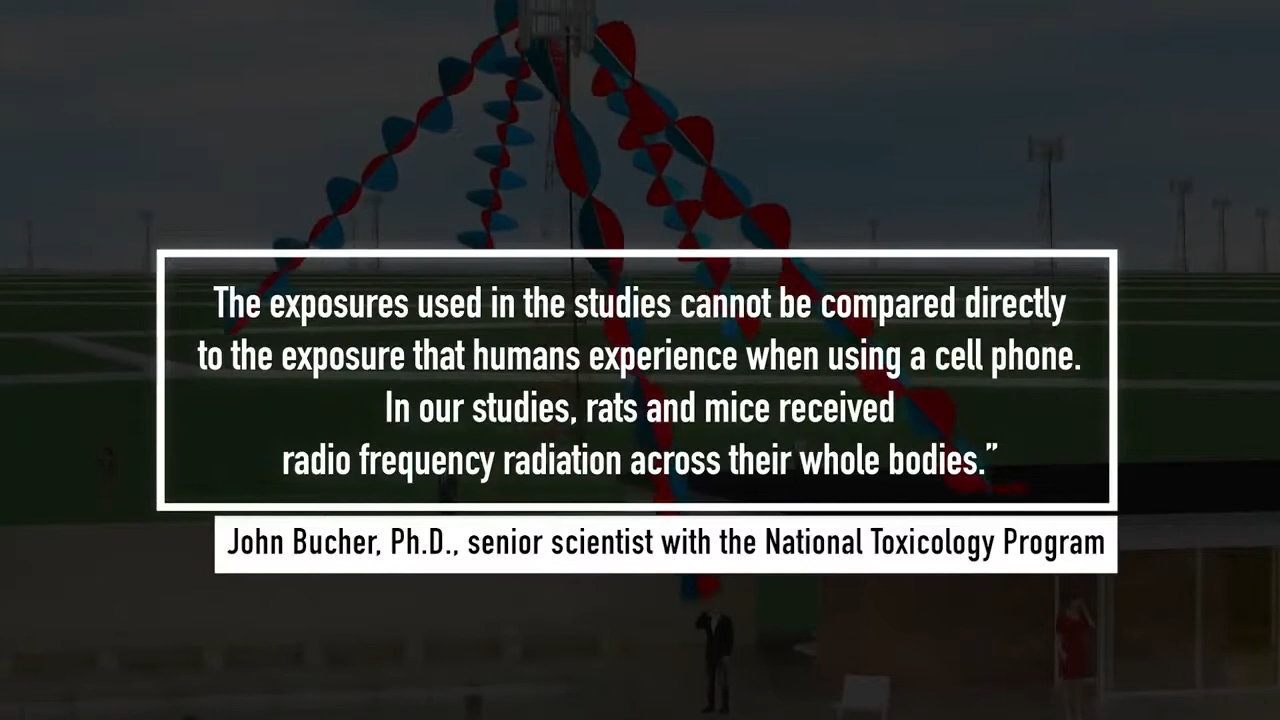 The exposures used in the studies cannot be compared directly
to the exposure that humans experience when using a cell phone.
In our studies, rats and mice received
radio frequency radiation across their whole bodies.”
John Bucher, Ph.D., senior scientist with the National Toxicology Program